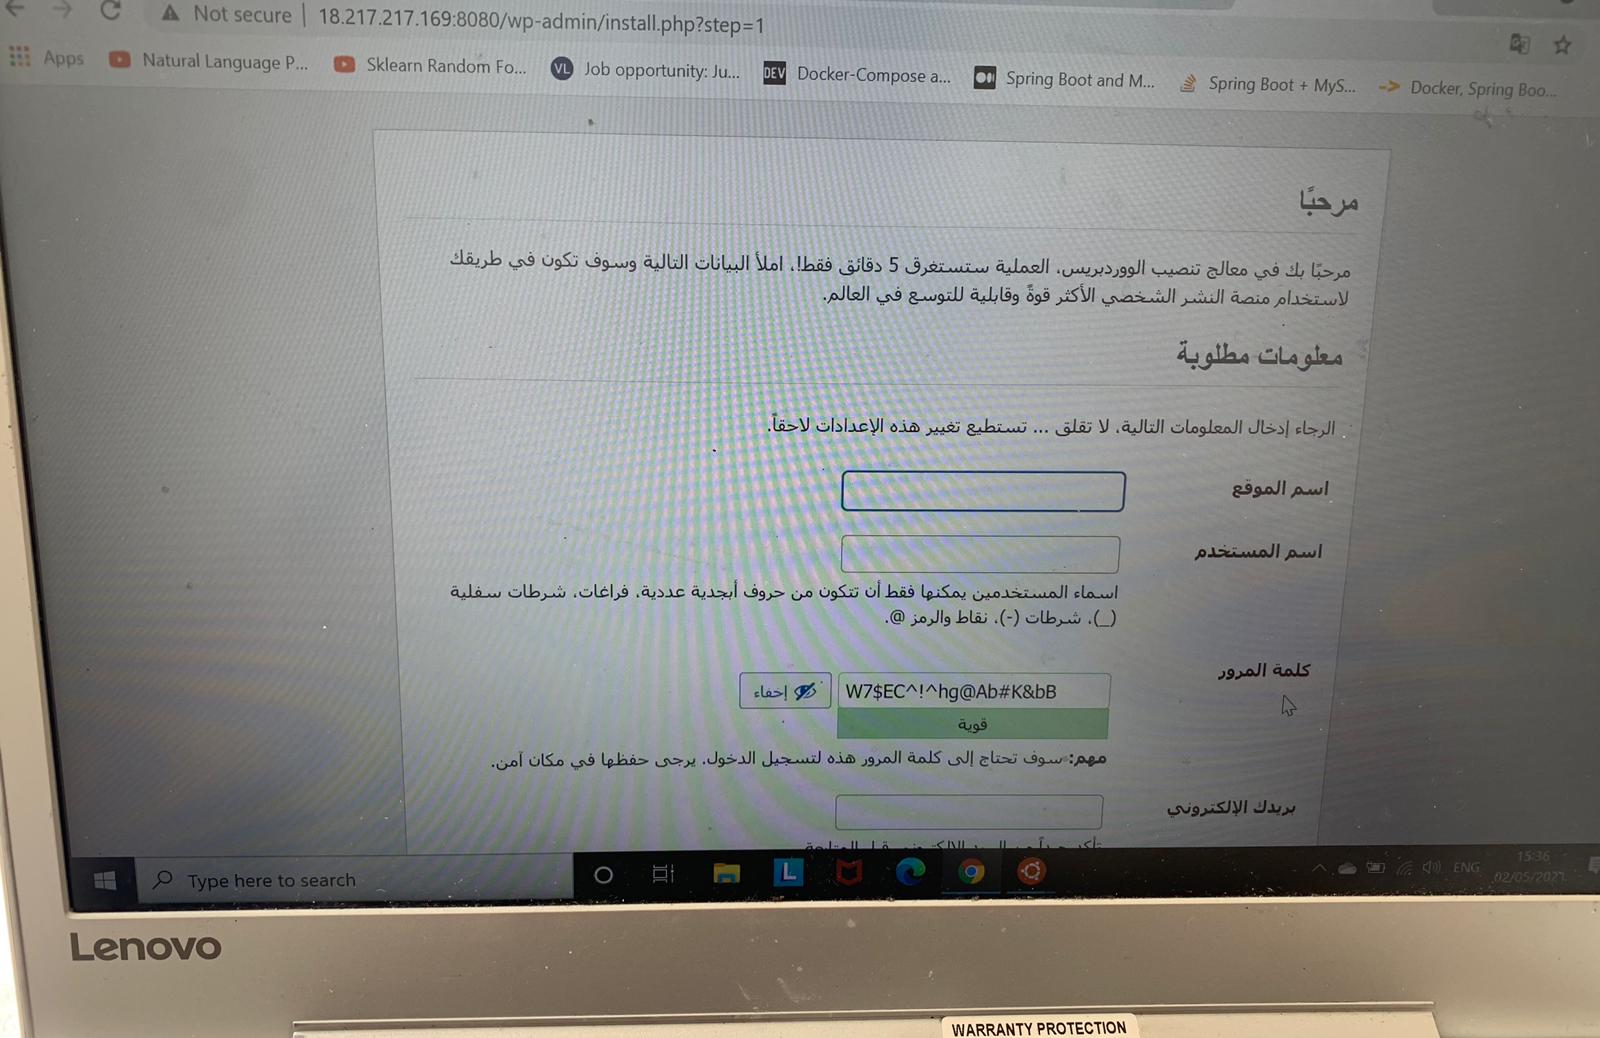 Not secure | 18.217.217.169:8080/wp-admin/install.php?step=1
Apps Natural Language P... Sklearn Random Fo... VL Job opportunity: Ju... DEV Docker-Compose a... Spring Boot and M... Spring Boot + MyS... Docker, Spring Boo...
مرحبًا
مرحبًا بك في معالج تنصيب الووردبريس، العملية ستستغرق 5 دقائق فقط!، املأ البيانات التالية وسوف تكون في طريقك
لاستخدام منصة النشر الشخصي الأكثر قوةً وقابلية للتوسع في العالم.
معلومات مطلوبة
الرجاء إدخال المعلومات التالية، لا تقلق ... تستطيع تغيير هذه الإعدادات لاحقاً.
اسم الموقع
اسم المستخدم
اسماء المستخدمين يمكنها فقط أن تتكون من حروف أبجدية عددية، فراغات، شرطات سفلية
(_)، شرطات (-)، نقاط والرمز @.
كلمة المرور
W7$EC^!^hg@Ab#K&bB إخفاء
قوية
مهم: سوف تحتاج إلى كلمة المرور هذه لتسجيل الدخول. يرجى حفظها في مكان آمن.
بريدك الإلكتروني
Type here to search L ENG 15:36
02/05/2021
Lenovo
WARRANTY PROTECTION